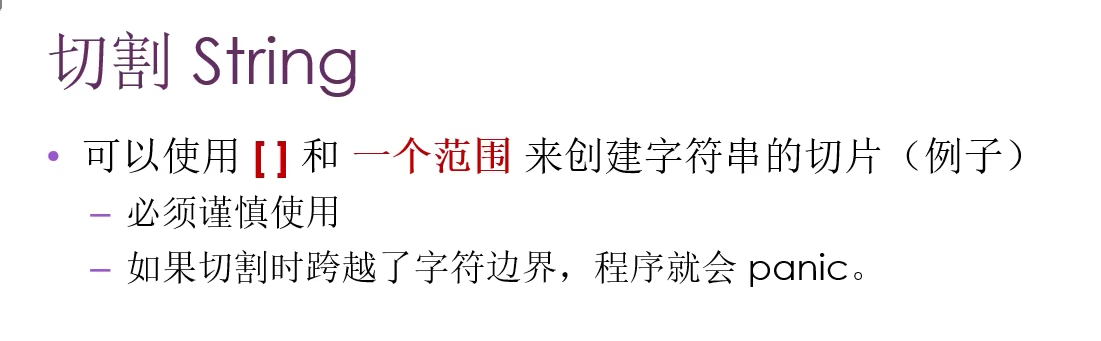 切割 String
• 可以使用 [ ] 和 一个范围 来创建字符串的切片（例子）
– 必须谨慎使用
– 如果切割时跨越了字符边界，程序就会 panic。